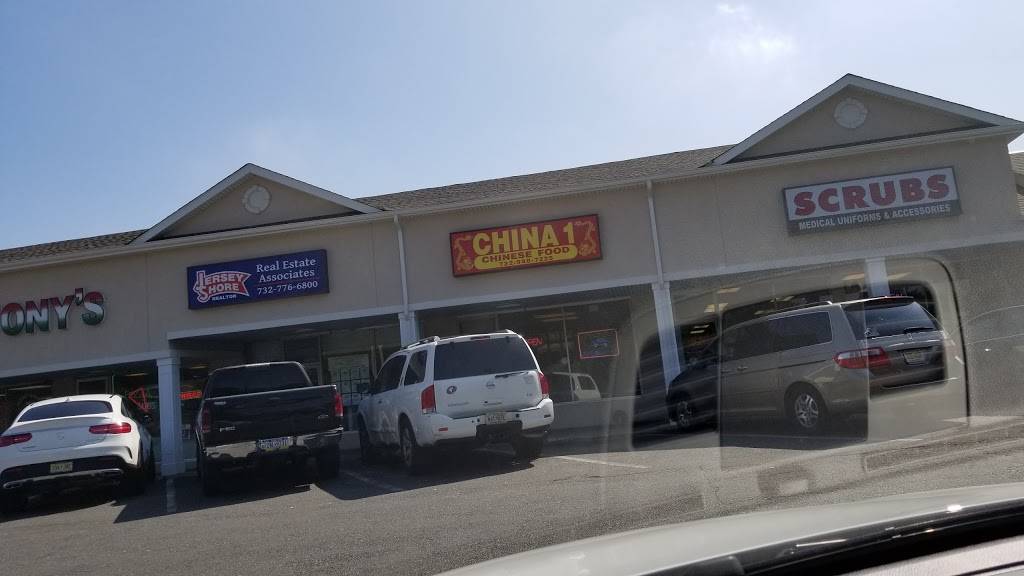 ONY'S
JERSEY
SHORE
REALTOR
Real Estate
Associates
732-776-6800
CHINA 1
CHINESE FOOD
SCRUBS
MEDICAL UNIFORMS & ACCESSORIES